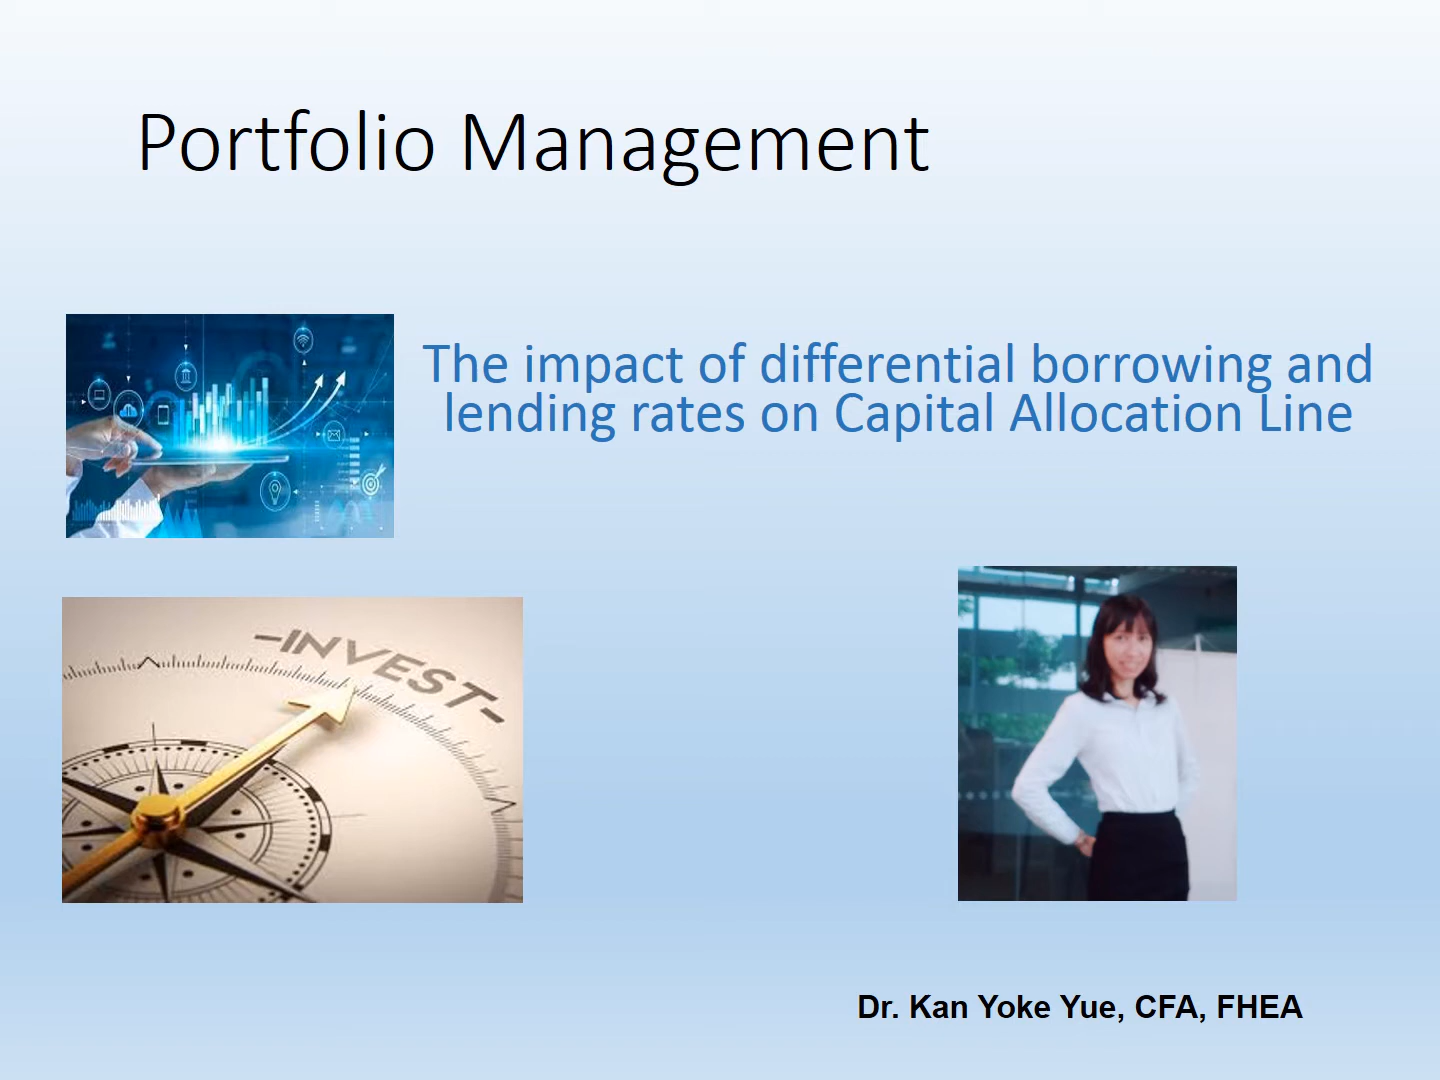 Portfolio Management
The impact of differential borrowing and
lending rates on Capital Allocation Line
-INVEST-
Dr. Kan Yoke Yue, CFA, FHEA